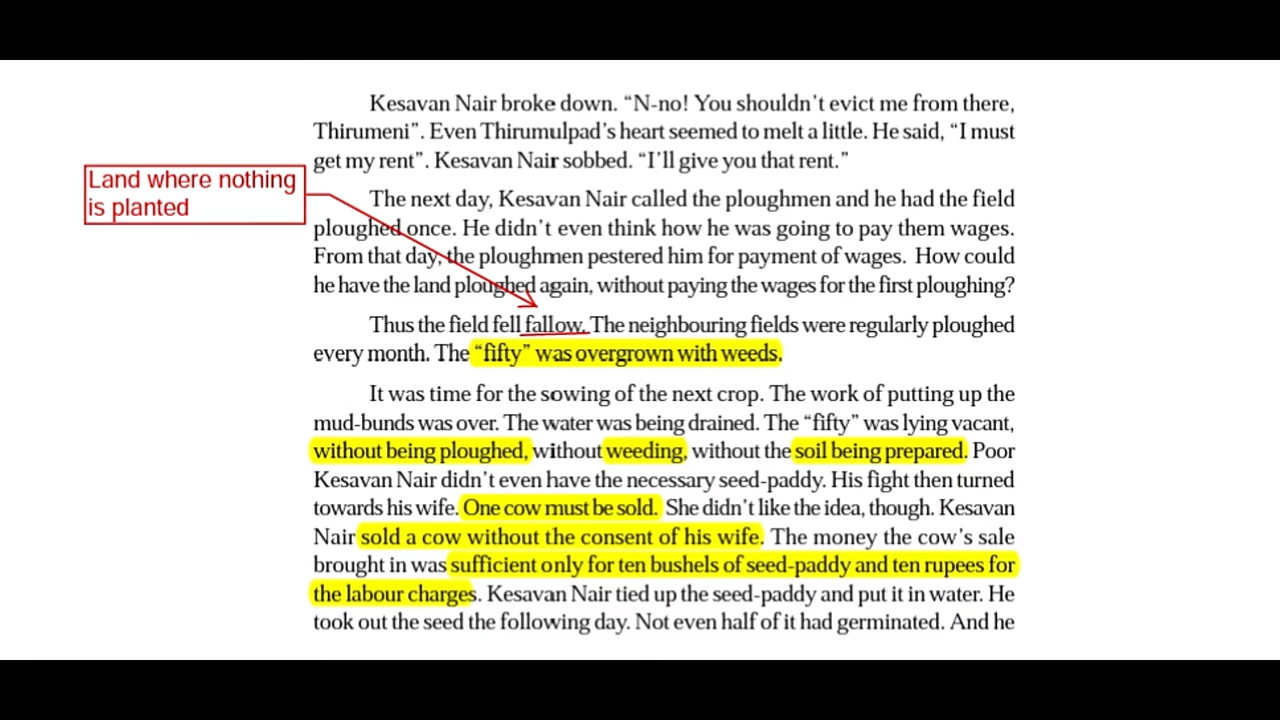 Kesavan Nair broke down. “N-no! You shouldn’t evict me from there,
Thirumeni”. Even Thirumulpad’s heart seemed to melt a little. He said, “I must
get my rent”. Kesavan Nair sobbed. “I’ll give you that rent.”
Land where nothing
is planted
The next day, Kesavan Nair called the ploughmen and he had the field
ploughed once. He didn’t even think how he was going to pay them wages.
From that day, the ploughmen pestered him for payment of wages. How could
he have the land ploughed again, without paying the wages for the first ploughing?
Thus the field fell fallow. The neighbouring fields were regularly ploughed
every month. The “fifty” was overgrown with weeds.
It was time for the sowing of the next crop. The work of putting up the
mud-bunds was over. The water was being drained. The “fifty” was lying vacant,
without being ploughed, without weeding, without the soil being prepared. Poor
Kesavan Nair didn’t even have the necessary seed-paddy. His fight then turned
towards his wife. One cow must be sold. She didn’t like the idea, though. Kesavan
Nair sold a cow without the consent of his wife. The money the cow’s sale
brought in was sufficient only for ten bushels of seed-paddy and ten rupees for
the labour charges. Kesavan Nair tied up the seed-paddy and put it in water. He
took out the seed the following day. Not even half of it had germinated. And he